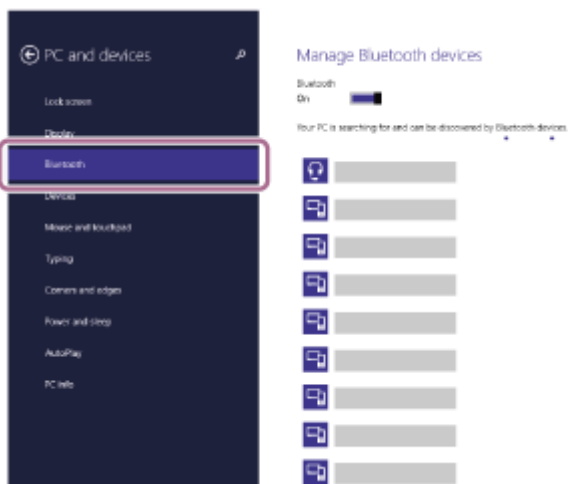 PC and devices
Lock screen
Display
Bluetooth
Devices
Mouse and touchpad
Typing
Corners and edges
Power and sleep
AutoPlay
PC info
Manage Bluetooth devices
Bluetooth
On
Your PC is searching for and can be discovered by Bluetooth devices.